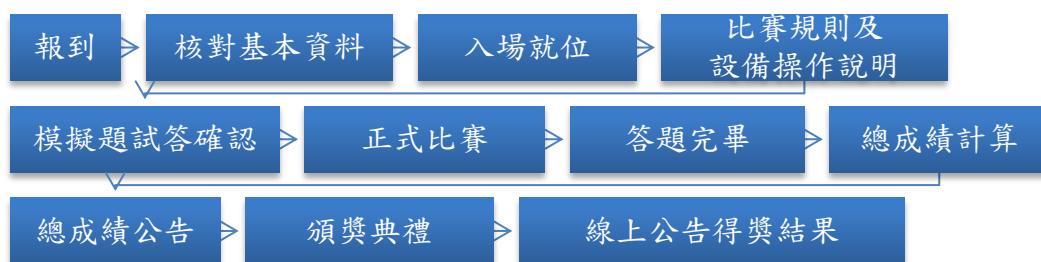 報到
核對基本資料
入場就位
比賽規則及
設備操作說明
模擬題試答確認
正式比賽
答題完畢
總成績計算
總成績公告
頒獎典禮
線上公告得獎結果